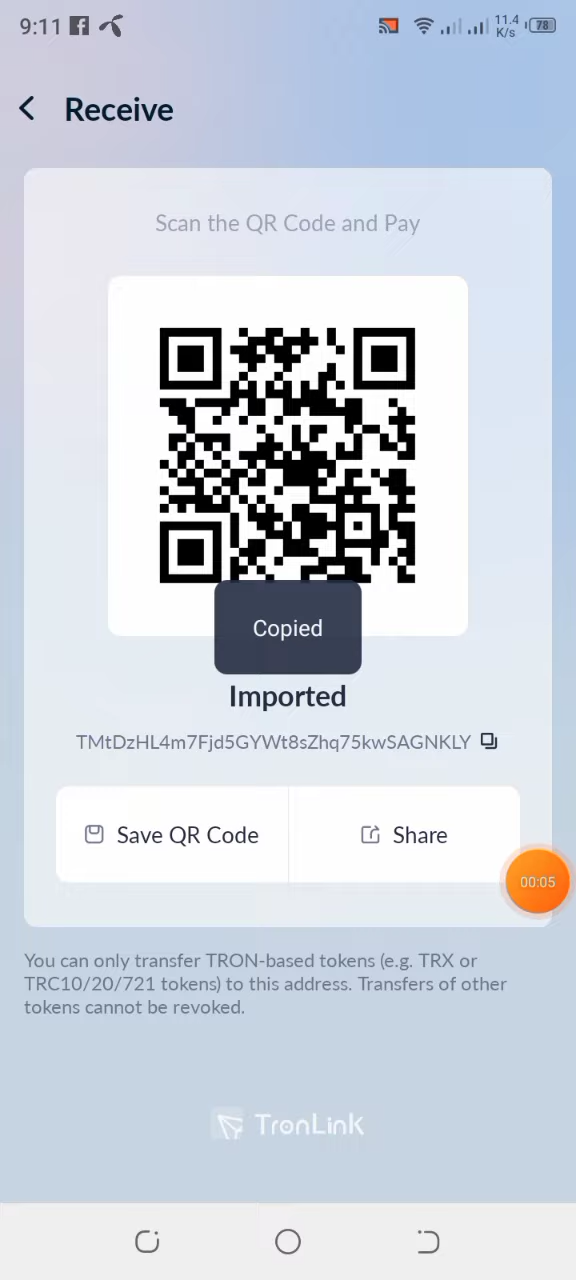 9:11
11.4
K/s
78
Receive
Scan the QR Code and Pay
Copied
Imported
TMtDzHL4m7Fjd5GYWt8sZhq75kwSAGNKLY
Save QR Code
Share
00:05
You can only transfer TRON-based tokens (e.g. TRX or
TRC10/20/721 tokens) to this address. Transfers of other
tokens cannot be revoked.
TronLink